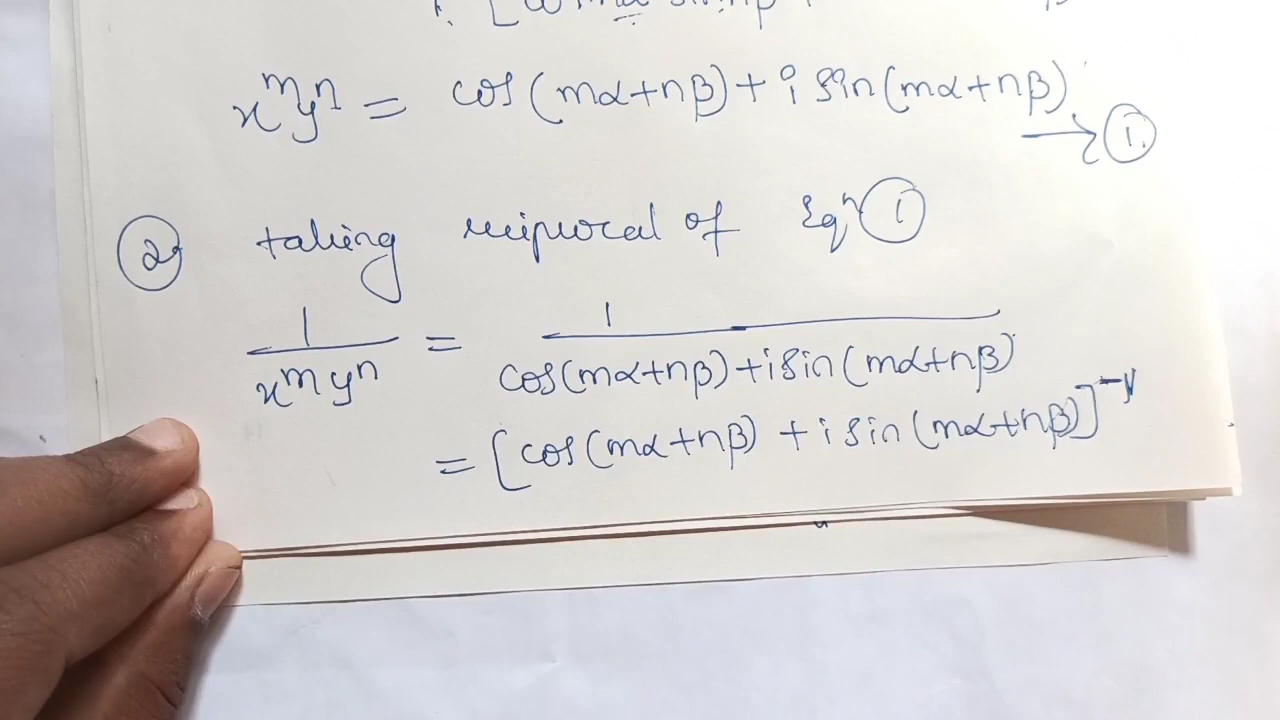 x^m y^n = cos(mα+nβ) + i sin(mα+nβ) → ①
② taking reciprocal of Eqⁿ ①
1/(x^m y^n) = 1/(cos(mα+nβ)+i sin(mα+nβ))
= [cos(mα+nβ) + i sin(mα+nβ)]^-1